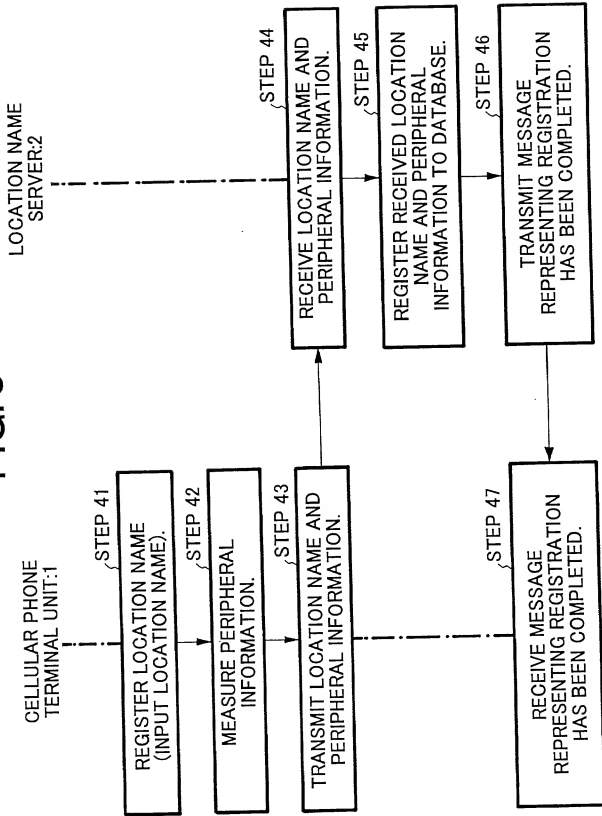 CELLULAR PHONE
TERMINAL UNIT:1
STEP 41
REGISTER LOCATION NAME
(INPUT LOCATION NAME).
STEP 42
MEASURE PERIPHERAL
INFORMATION.
STEP 43
TRANSMIT LOCATION NAME AND
PERIPHERAL INFORMATION.
STEP 47
RECEIVE MESSAGE
REPRESENTING REGISTRATION
HAS BEEN COMPLETED.
LOCATION NAME
SERVER:2
STEP 44
RECEIVE LOCATION NAME AND
PERIPHERAL INFORMATION.
STEP 45
REGISTER RECEIVED LOCATION
NAME AND PERIPHERAL
INFORMATION TO DATABASE.
STEP 46
TRANSMIT MESSAGE
REPRESENTING REGISTRATION
HAS BEEN COMPLETED.